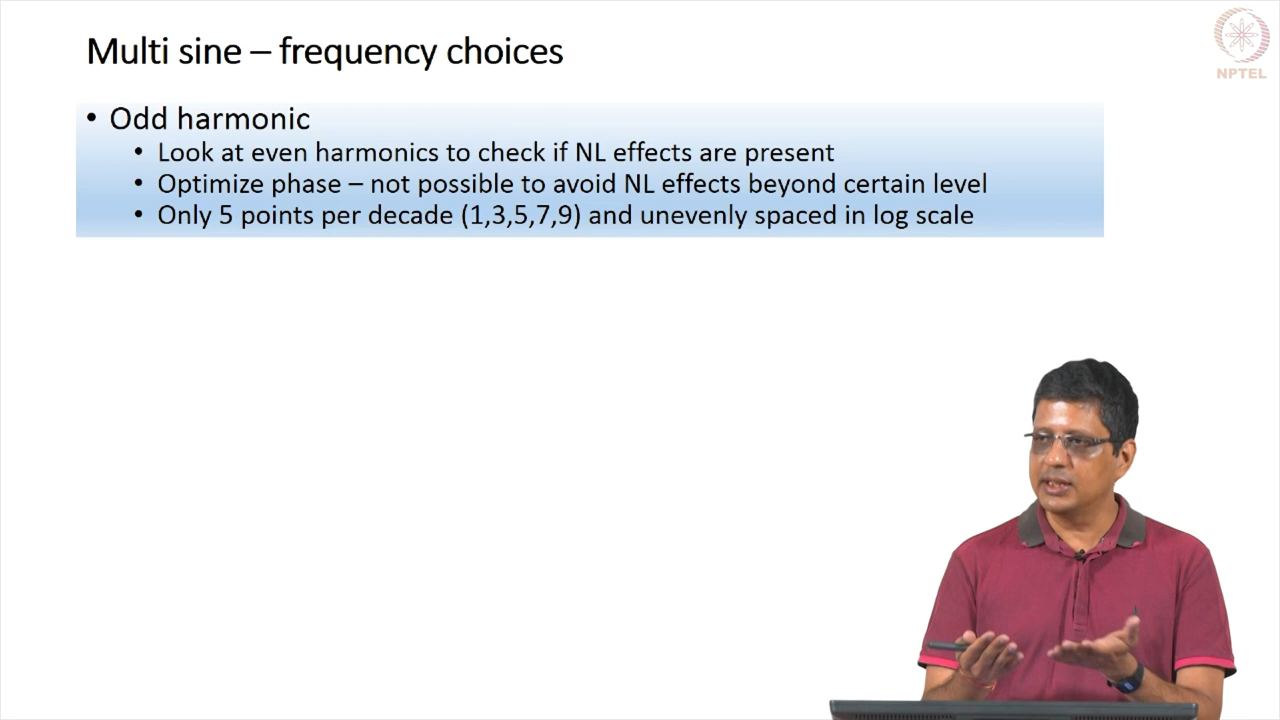 Multi sine – frequency choices
NPTEL
• Odd harmonic
• Look at even harmonics to check if NL effects are present
• Optimize phase – not possible to avoid NL effects beyond certain level
• Only 5 points per decade (1,3,5,7,9) and unevenly spaced in log scale